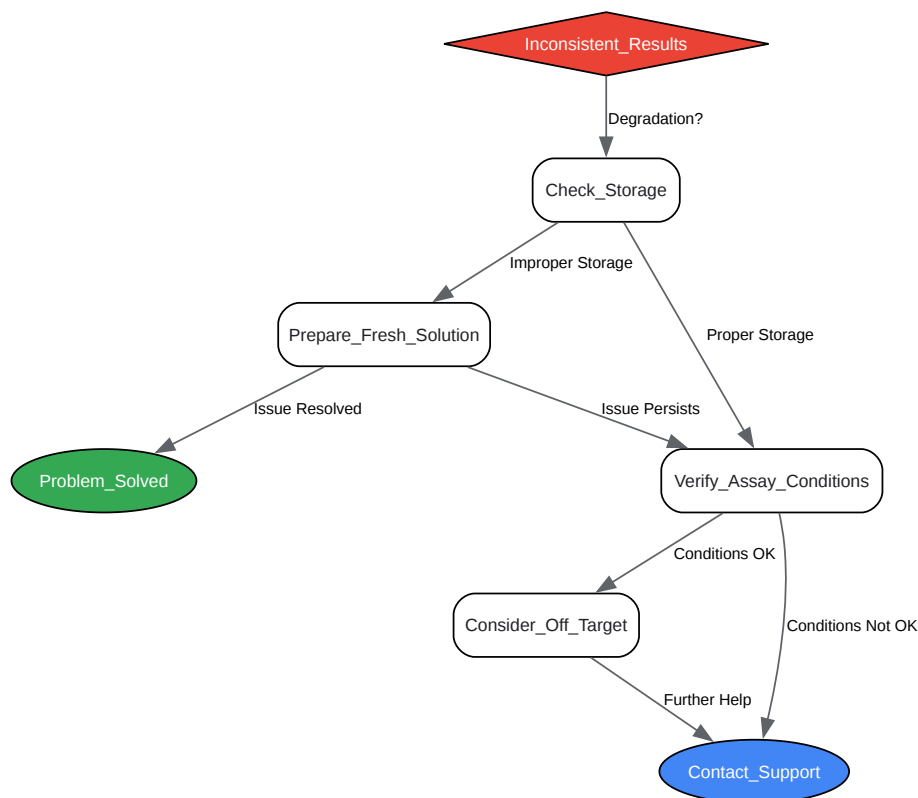 Inconsistent_Results
Degradation?
Check_Storage
Improper Storage
Prepare_Fresh_Solution
Proper Storage
Issue Resolved
Issue Persists
Problem_Solved
Verify_Assay_Conditions
Conditions OK
Consider_Off_Target
Conditions Not OK
Further Help
Contact_Support